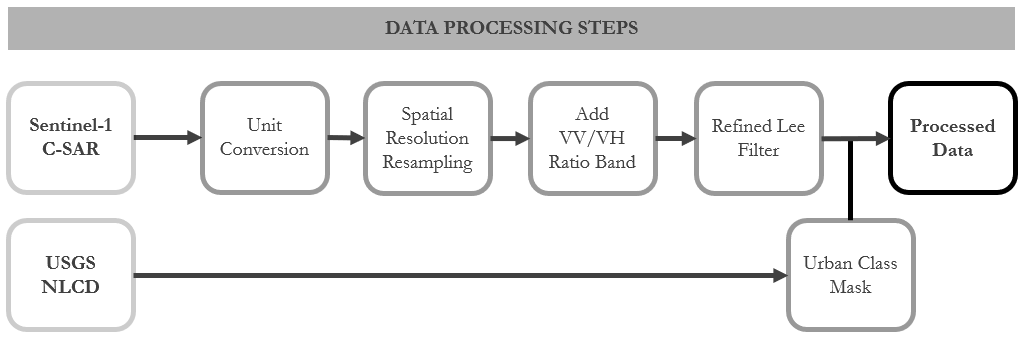 DATA PROCESSING STEPS
Sentinel-1
C-SAR
Unit
Conversion
Spatial
Resolution
Resampling
Add
VV/VH
Ratio Band
Refined Lee
Filter
Processed
Data
USGS
NLCD
Urban Class
Mask